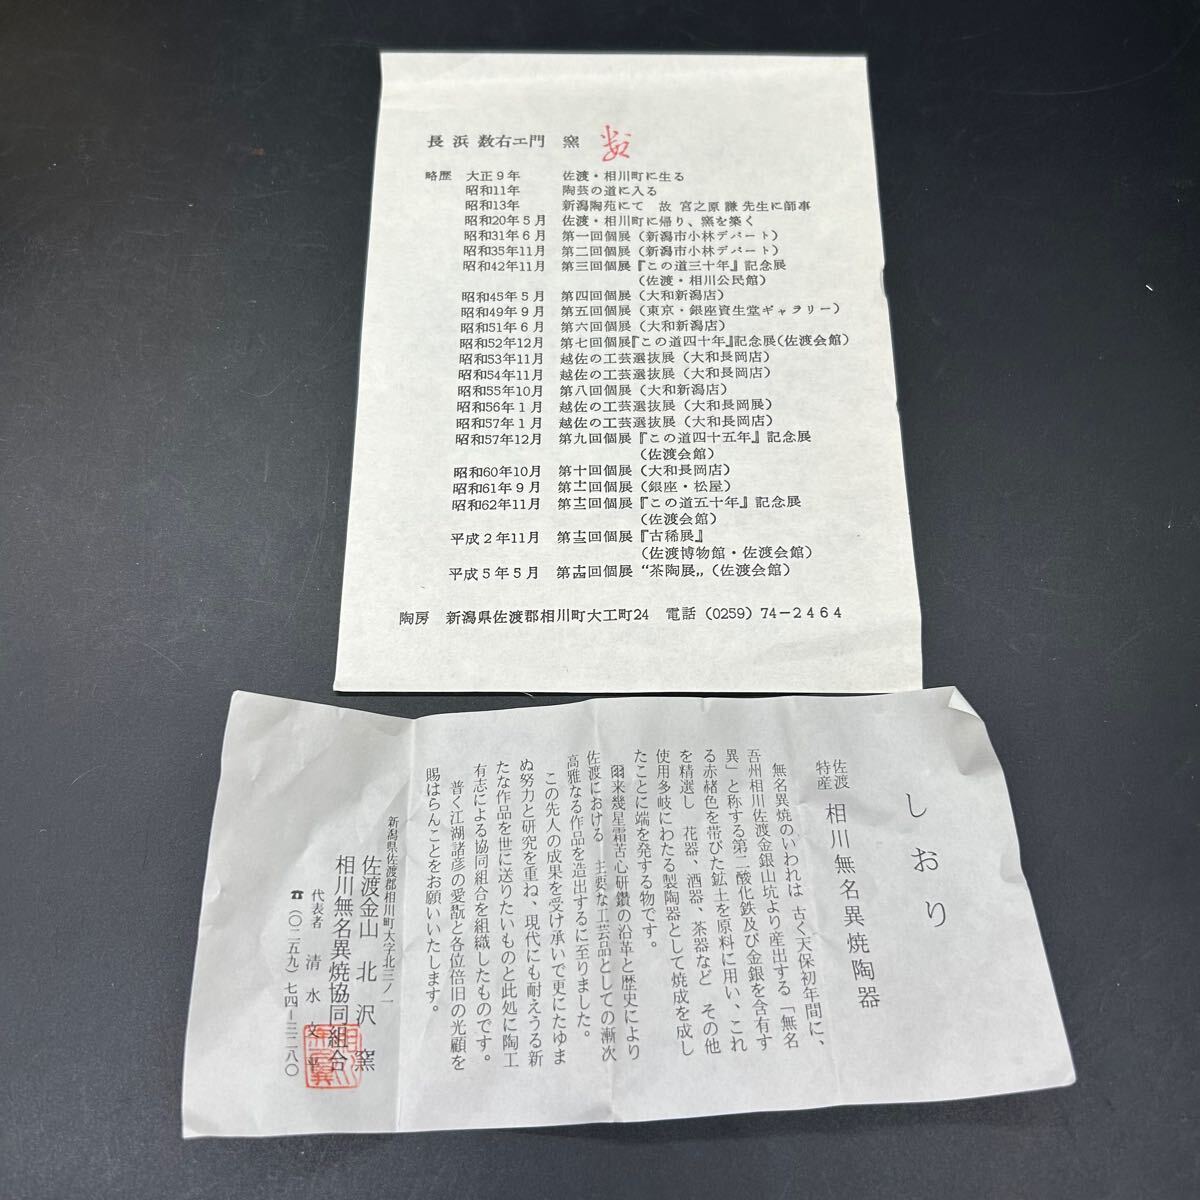 長浜 数右エ門 窯 数
略歴 大正9年 佐渡・相川町に生る
昭和11年 陶芸の道に入る
昭和13年 新潟陶苑にて 故 宮之原 謙 先生に師事
昭和20年5月 佐渡・相川町に帰り、窯を築く
昭和31年6月 第一回個展(新潟市小林デパート)
昭和35年11月 第二回個展(新潟市小林デパート)
昭和42年11月 第三回個展『この道三十年』記念展
(佐渡・相川公民館)
昭和45年5月 第四回個展(大和新潟店)
昭和49年9月 第五回個展(東京・銀座資生堂ギャラリー)
昭和51年6月 第六回個展(大和新潟店)
昭和52年12月 第七回個展『この道四十年』記念展(佐渡会館)
昭和53年11月 越佐の工芸選抜展(大和長岡店)
昭和54年11月 越佐の工芸選抜展(大和長岡店)
昭和55年10月 第八回個展(大和新潟店)
昭和56年1月 越佐の工芸選抜展(大和長岡展)
昭和57年1月 越佐の工芸選抜展(大和長岡店)
昭和57年12月 第九回個展『この道四十五年』記念展
(佐渡会館)
昭和60年10月 第十回個展(大和長岡店)
昭和61年9月 第十一回個展(銀座・松屋)
昭和62年11月 第十二回個展『この道五十年』記念展
(佐渡会館)
平成2年11月 第十三回個展『古稀展』
(佐渡博物館・佐渡会館)
平成5年5月 第十四回個展“茶陶展„(佐渡会館)
陶房 新潟県佐渡郡相川町大工町24 電話(0259)74-2464
しおり
佐渡特産 相川無名異焼陶器
無名異焼のいわれは 古く天保初年間に、
吾州相川佐渡金銀山坑より産出する「無名
異」と称する第二酸化鉄及び金銀を含有す
る赤赭色を帯びた鉱土を原料に用い、これ
を精選し 花器、酒器、茶器など その他
使用多岐にわたる製陶器として焼成を成し
たことに端を発する物です。
爾来幾星霜苦心研鑽の沿革と歴史により
佐渡における 主要な工芸品としての漸次
高雅なる作品を造出するに至りました。
この先人の成果を受け承いで更にたゆま
ぬ努力と研究を重ね、現代にも耐えうる新
たな作品を世に送りたいものと此処に陶工
有志による協同組合を組織したものです。
普く江湖諸彦の愛翫と各位倍旧の光顧を
賜はらんことをお願いいたします。
新潟県佐渡郡相川町大字北三ノ一
佐渡金山 北沢窯
相川無名異焼協同組合
代表者 清水文平
☎(〇二五九)七四-三二八〇